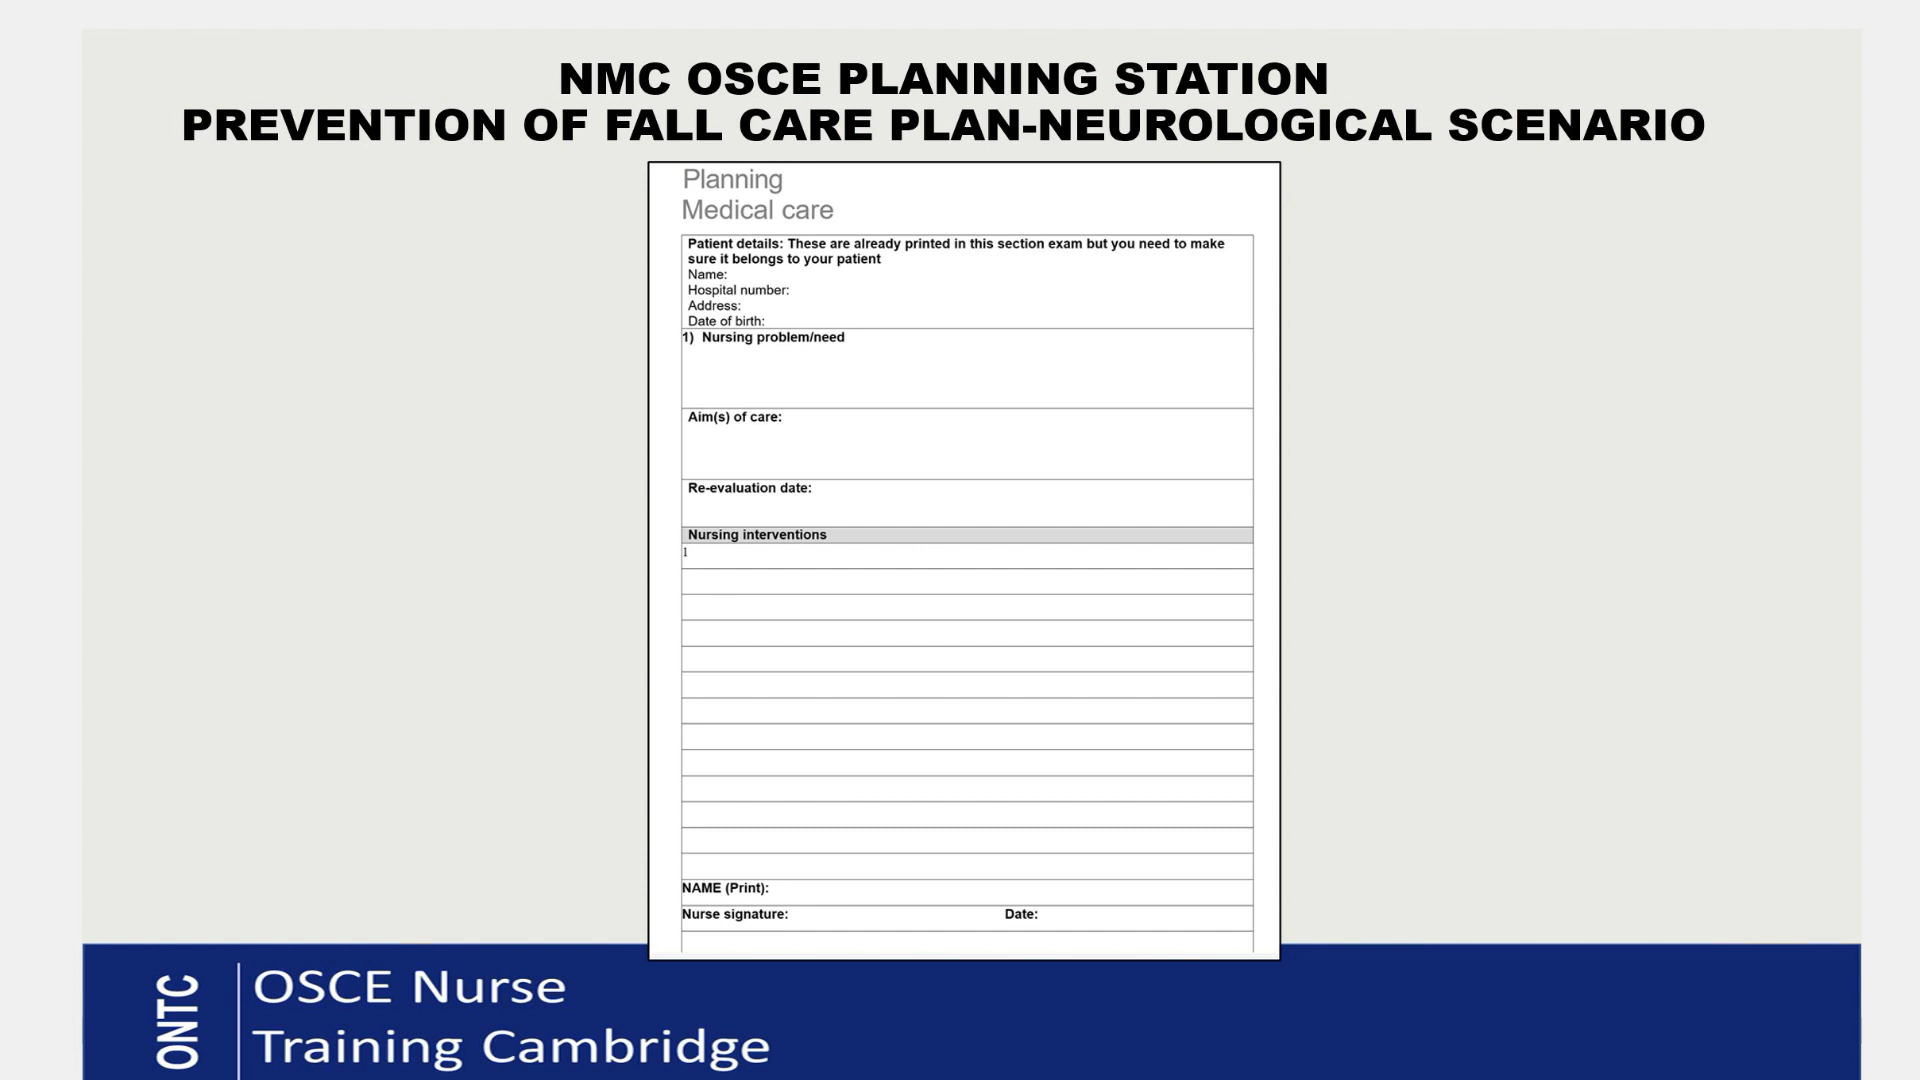 NMC OSCE PLANNING STATION
PREVENTION OF FALL CARE PLAN-NEUROLOGICAL SCENARIO
Planning
Medical care
Patient details: These are already printed in this section exam but you need to make
sure it belongs to your patient
Name:
Hospital number:
Address:
Date of birth:
1) Nursing problem/need
Aim(s) of care:
Re-evaluation date:
Nursing interventions
1
NAME (Print):
Nurse signature: Date:
ONTC
OSCE Nurse
Training Cambridge